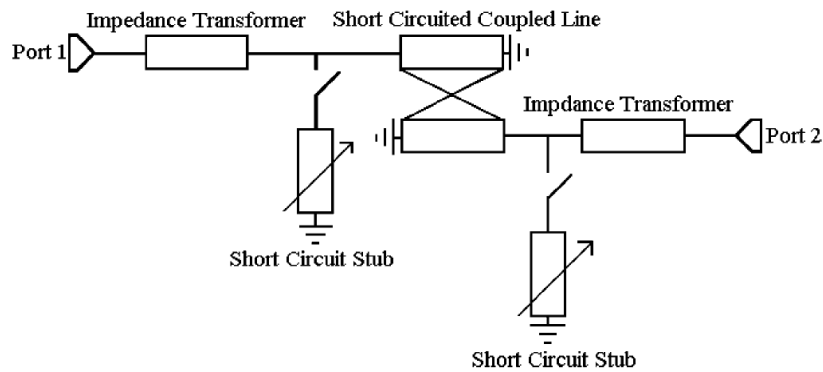 Impedance Transformer
Short Circuited Coupled Line
Port 1
Impdance Transformer
Port 2
Short Circuit Stub
Short Circuit Stub